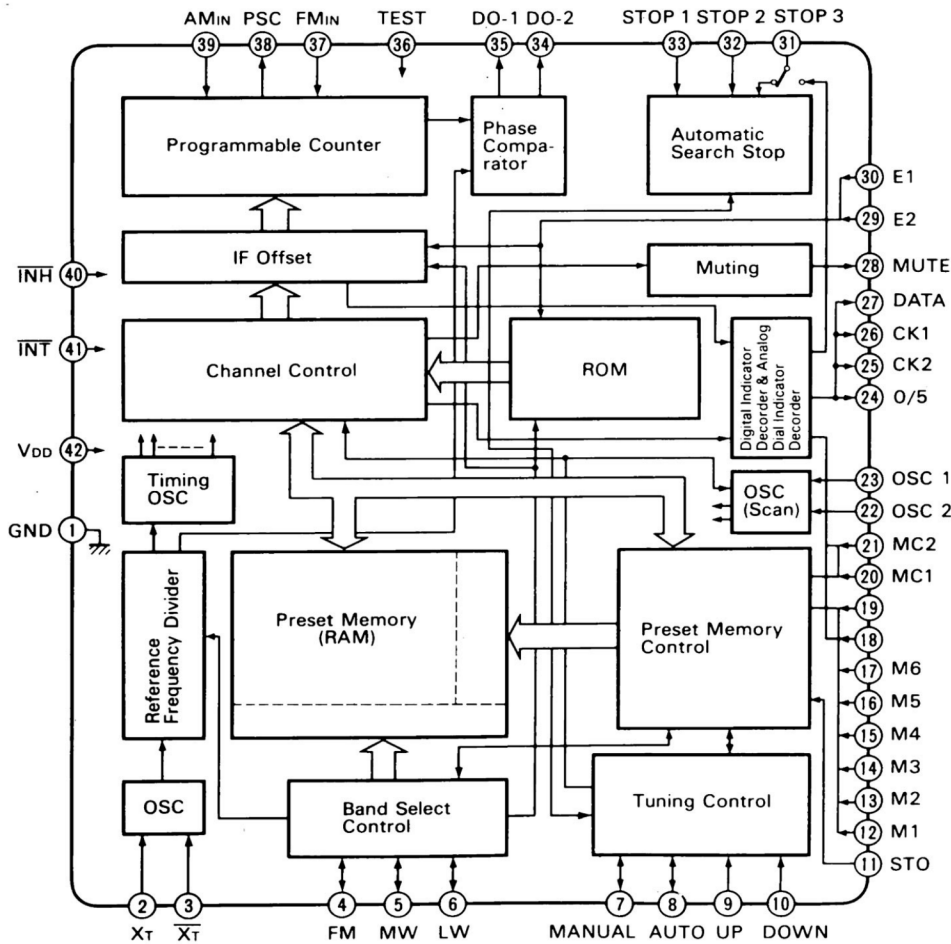 AMIN PSC FMIN TEST DO-1 DO-2 STOP 1 STOP 2 STOP 3
39 38 37 36 35 34 33 32 31
Programmable Counter
Phase
Compa-
rator
Automatic
Search Stop
30 E1
29 E2
IF Offset
Muting
28 MUTE
INH 40
27 DATA
26 CK1
INT 41
Channel Control
ROM
Digital Indicator
Decorder & Analog
Dial Indicator
Decorder
25 CK2
24 0/5
VDD 42
Timing
OSC
OSC
(Scan)
23 OSC 1
22 OSC 2
GND 1
21 MC2
20 MC1
Reference
Frequency Divider
Preset Memory
(RAM)
Preset Memory
Control
19
18
17 M6
16 M5
15 M4
14 M3
13 M2
12 M1
11 STO
OSC
Band Select
Control
Tuning Control
2 3 4 5 6 7 8 9 10
XT XT FM MW LW MANUAL AUTO UP DOWN